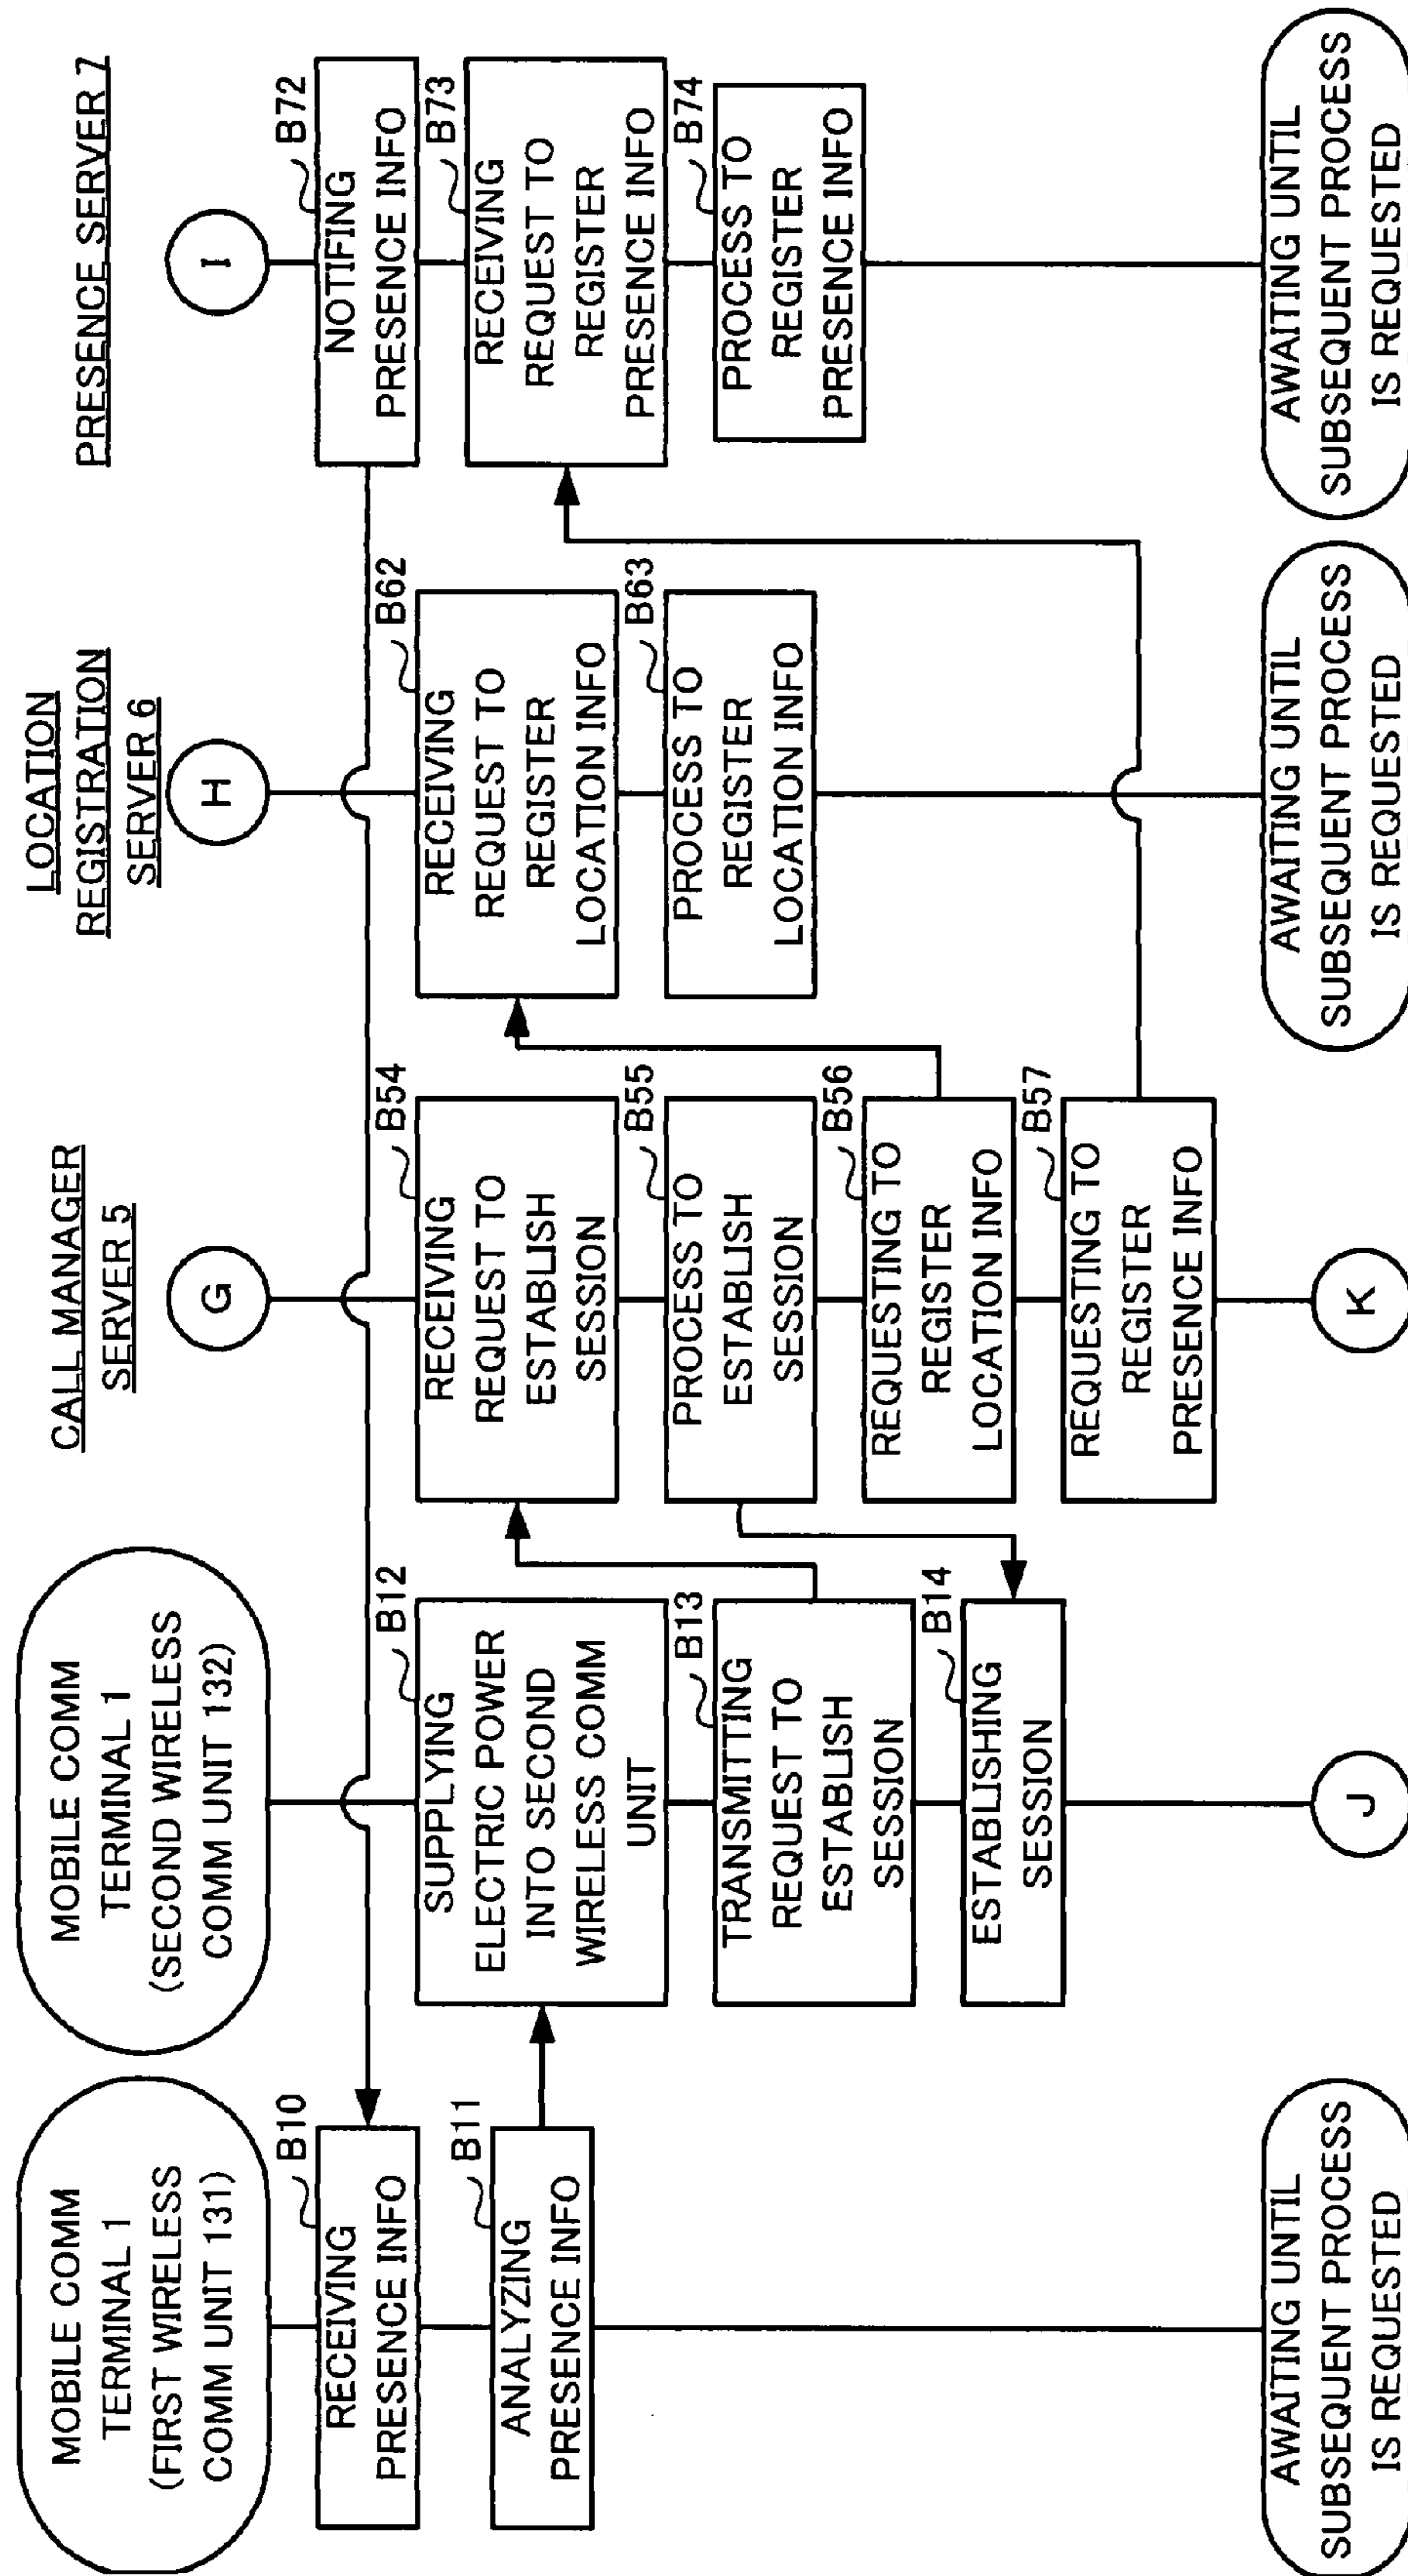 MOBILE COMM
TERMINAL 1
(FIRST WIRELESS
COMM UNIT 131)
B10
RECEIVING
PRESENCE INFO
B11
ANALYZING
PRESENCE INFO
AWAITING UNTIL
SUBSEQUENT PROCESS
IS REQUESTED
MOBILE COMM
TERMINAL 1
(SECOND WIRELESS
COMM UNIT 132)
B12
SUPPLYING
ELECTRIC POWER
INTO SECOND
WIRELESS COMM
UNIT
B13
TRANSMITTING
REQUEST TO
ESTABLISH
SESSION
B14
ESTABLISHING
SESSION
J
CALL MANAGER
SERVER 5
G
B54
RECEIVING
REQUEST TO
ESTABLISH
SESSION
B55
PROCESS TO
ESTABLISH
SESSION
B56
REQUESTING TO
REGISTER
LOCATION INFO
B57
REQUESTING TO
REGISTER
PRESENCE INFO
K
LOCATION
REGISTRATION
SERVER 6
H
B62
RECEIVING
REQUEST TO
REGISTER
LOCATION INFO
B63
PROCESS TO
REGISTER
LOCATION INFO
AWAITING UNTIL
SUBSEQUENT PROCESS
IS REQUESTED
PRESENCE SERVER 7
I
B72
NOTIFING
PRESENCE INFO
B73
RECEIVING
REQUEST TO
REGISTER
PRESENCE INFO
B74
PROCESS TO
REGISTER
PRESENCE INFO
AWAITING UNTIL
SUBSEQUENT PROCESS
IS REQUESTED